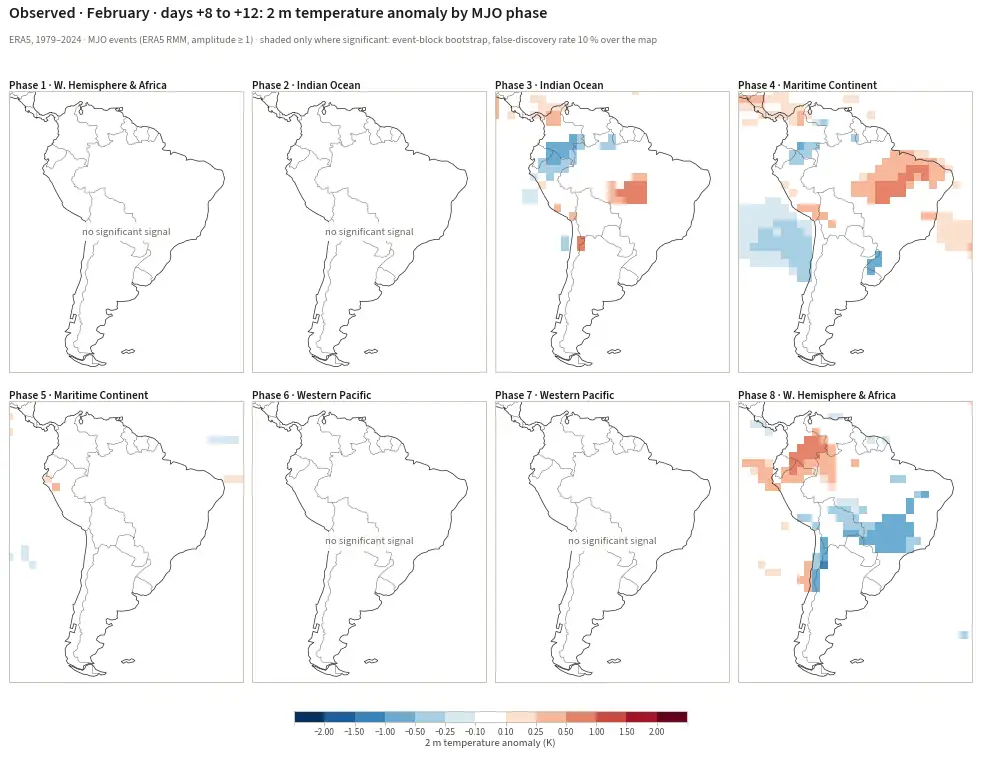 Observed · February · days +8 to +12: 2 m temperature anomaly by MJO phase
ERA5, 1979–2024 · MJO events (ERA5 RMM, amplitude ≥ 1) · shaded only where significant: event-block bootstrap, false-discovery rate 10 % over the map
Phase 1 · W. Hemisphere & Africa
Phase 2 · Indian Ocean
Phase 3 · Indian Ocean
Phase 4 · Maritime Continent
no significant signal
no significant signal
Phase 5 · Maritime Continent
Phase 6 · Western Pacific
Phase 7 · Western Pacific
Phase 8 · W. Hemisphere & Africa
no significant signal
no significant signal
−2.00 −1.50 −1.00 −0.50 −0.25 −0.10 0.10 0.25 0.50 1.00 1.50 2.00
2 m temperature anomaly (K)